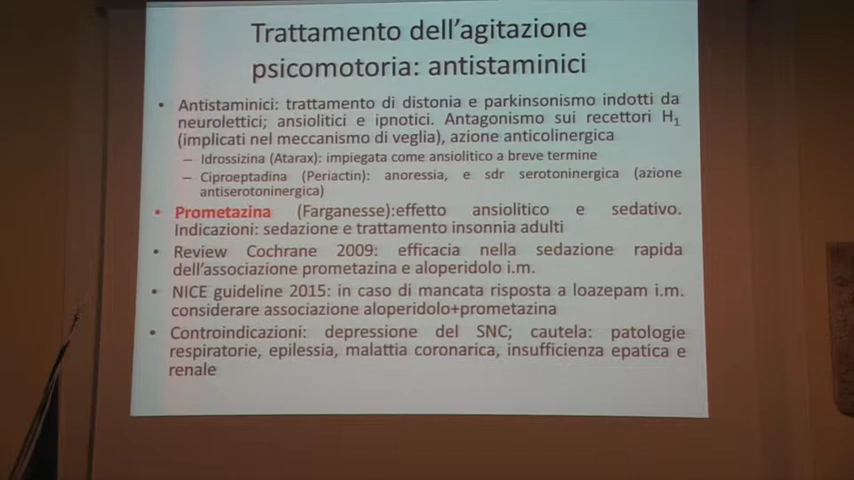 Trattamento dell'agitazione
psicomotoria: antistaminici
• Antistaminici: trattamento di distonia e parkinsonismo indotti da
neurolettici; ansiolitici e ipnotici. Antagonismo sui recettori H1
(implicati nel meccanismo di veglia), azione anticolinergica
– Idrossizina (Atarax): impiegata come ansiolitico a breve termine
– Ciproeptadina (Periactin): anoressia, e sdr serotoninergica (azione
antiserotoninergica)
• Prometazina (Farganesse):effetto ansiolitico e sedativo.
Indicazioni: sedazione e trattamento insonnia adulti
• Review Cochrane 2009: efficacia nella sedazione rapida
dell'associazione prometazina e aloperidolo i.m.
• NICE guideline 2015: in caso di mancata risposta a loazepam i.m.
considerare associazione aloperidolo+prometazina
• Controindicazioni: depressione del SNC; cautela: patologie
respiratorie, epilessia, malattia coronarica, insufficienza epatica e
renale